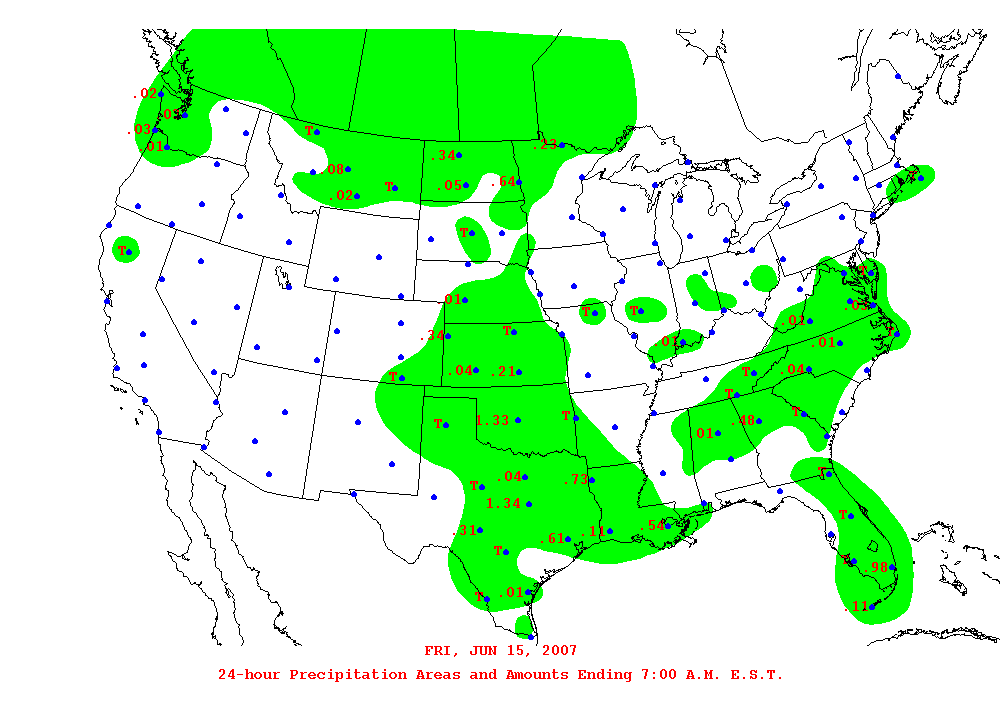 .02
.03
.01
T
.23
.34
.08
.05
.64
T
.02
T
T
T
.01
T
T
.03
.01
.34
T
.01
.01
.04
.21
T
T
.04
T
T
1.33
T
.48
T
.01
.04
.73
T
T
1.34
T
.31
.54
.11
.61
T
.98
T
.01
.11
FRI, JUN 15, 2007
24-hour Precipitation Areas and Amounts Ending 7:00 A.M. E.S.T.